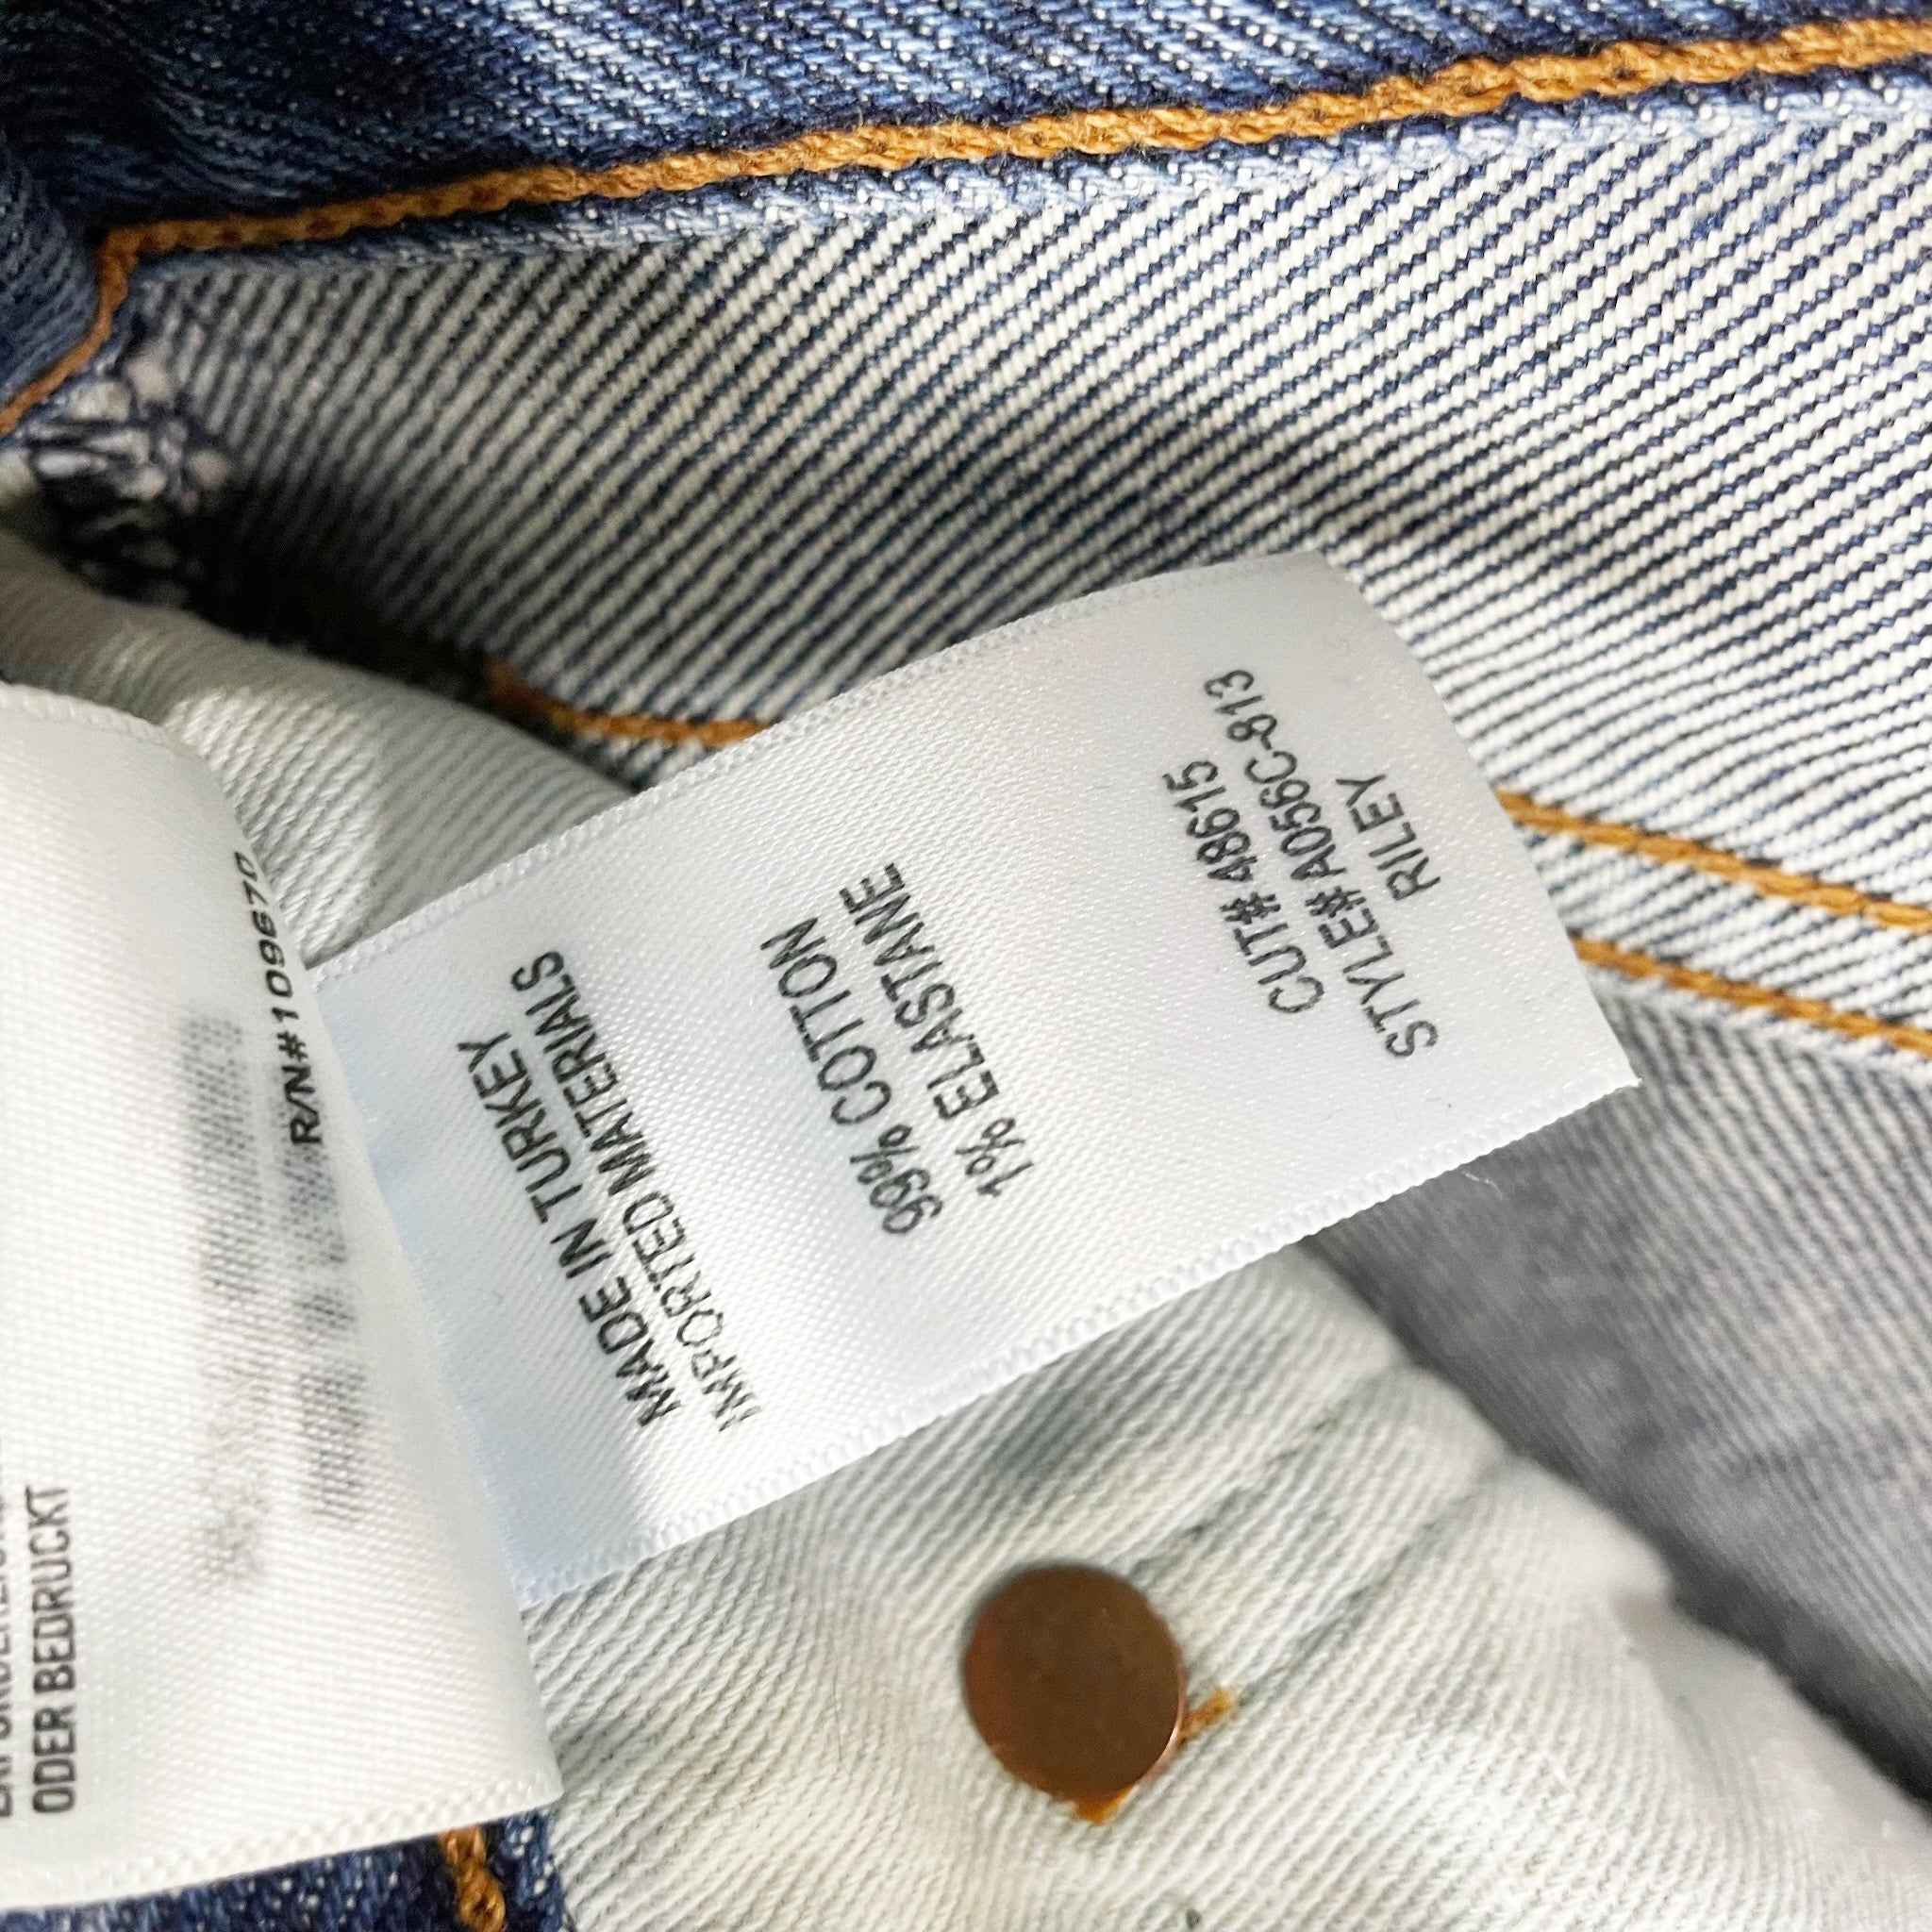 MADE IN TURKEY
IMPORTED MATERIALS
99% COTTON
1% ELASTANE
CUT# 48615
STYLE# A056C-813
RILEY
ODER BEDRUCKT
R/N#109670